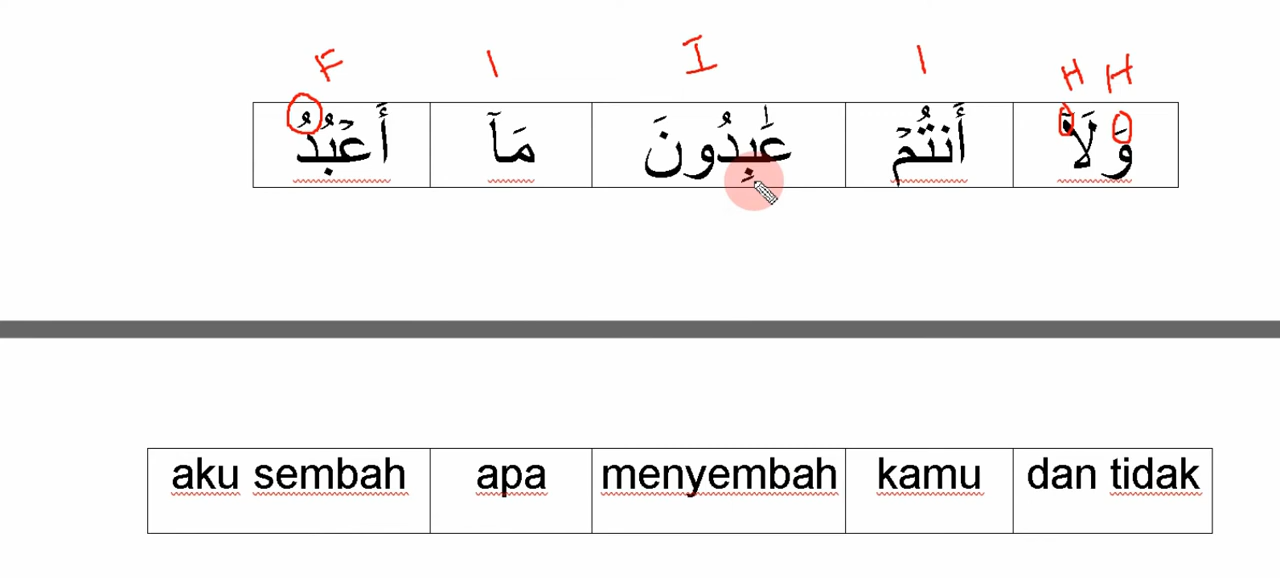 H H I I I F
وَلَآ أَنتُمۡ عَٰبِدُونَ مَآ أَعۡبُدُ
aku sembah apa menyembah kamu dan tidak